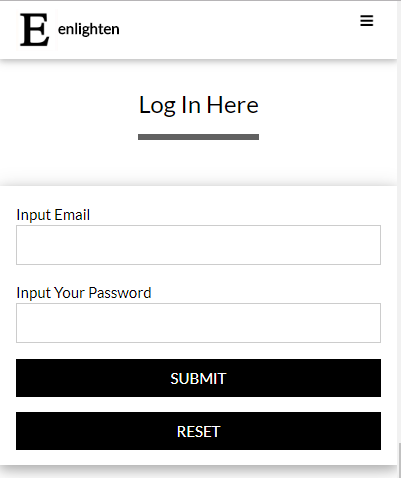 E enlighten
Log In Here
Input Email
Input Your Password
SUBMIT
RESET